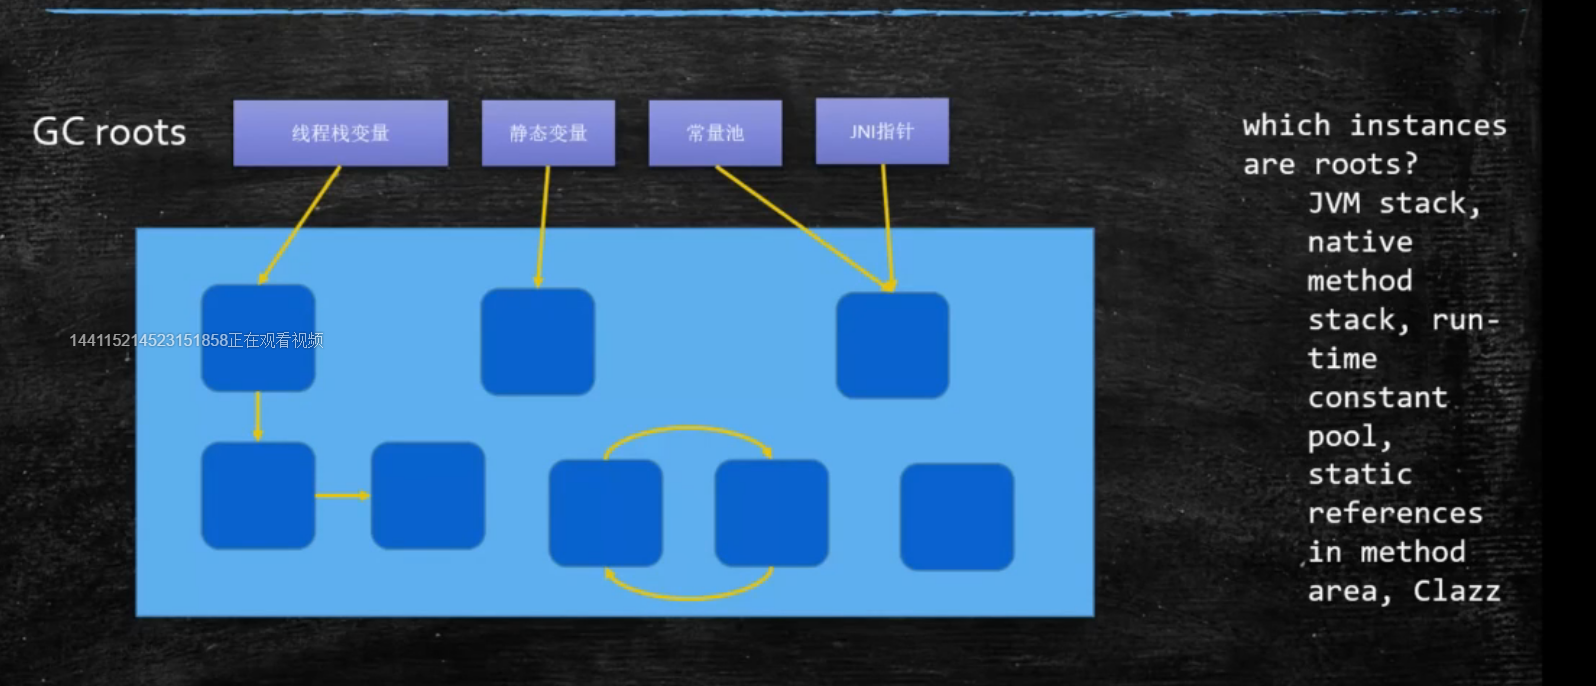 GC roots
线程栈变量
静态变量
常量池
JNI指针
which instances
are roots?
JVM stack,
native
method
stack, run-
time
constant
pool,
static
references
in method
area, Clazz
144115214523151858正在观看视频